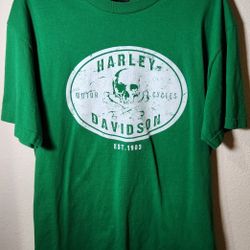 HARLEY-
MOTOR CYCLES
DAVIDSON
EST. 1903